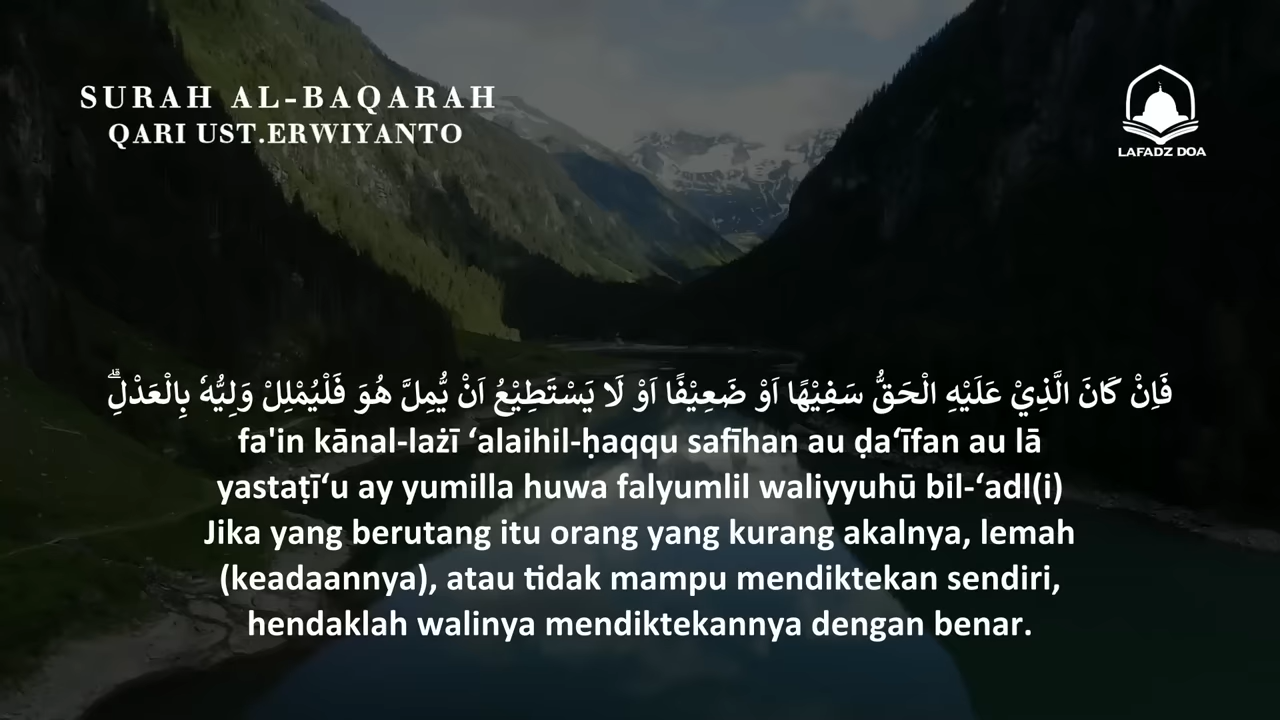 SURAH AL-BAQARAH
QARI UST.ERWIYANTO
LAFADZ DOA
فَاِنْ كَانَ الَّذِيْ عَلَيْهِ الْحَقُّ سَفِيْهًا اَوْ ضَعِيْفًا اَوْ لَا يَسْتَطِيْعُ اَنْ يُّمِلَّ هُوَ فَلْيُمْلِلْ وَلِيُّهٗ بِالْعَدْلِۗ
fa'in kānal-lażī ‘alaihil-ḥaqqu safīhan au ḍa‘īfan au lā
yastaṭī‘u ay yumilla huwa falyumlil waliyyuhū bil-‘adl(i)
Jika yang berutang itu orang yang kurang akalnya, lemah
(keadaannya), atau tidak mampu mendiktekan sendiri,
hendaklah walinya mendiktekannya dengan benar.